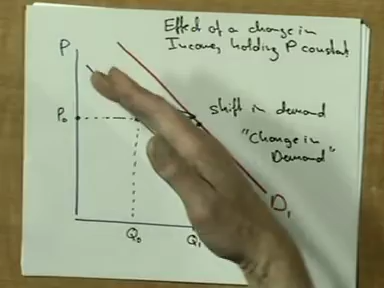 Effect of a change in
Income, holding P constant
P
P₀
shift in demand
"Change in
Demand"
D₁
Q₀
Q₁